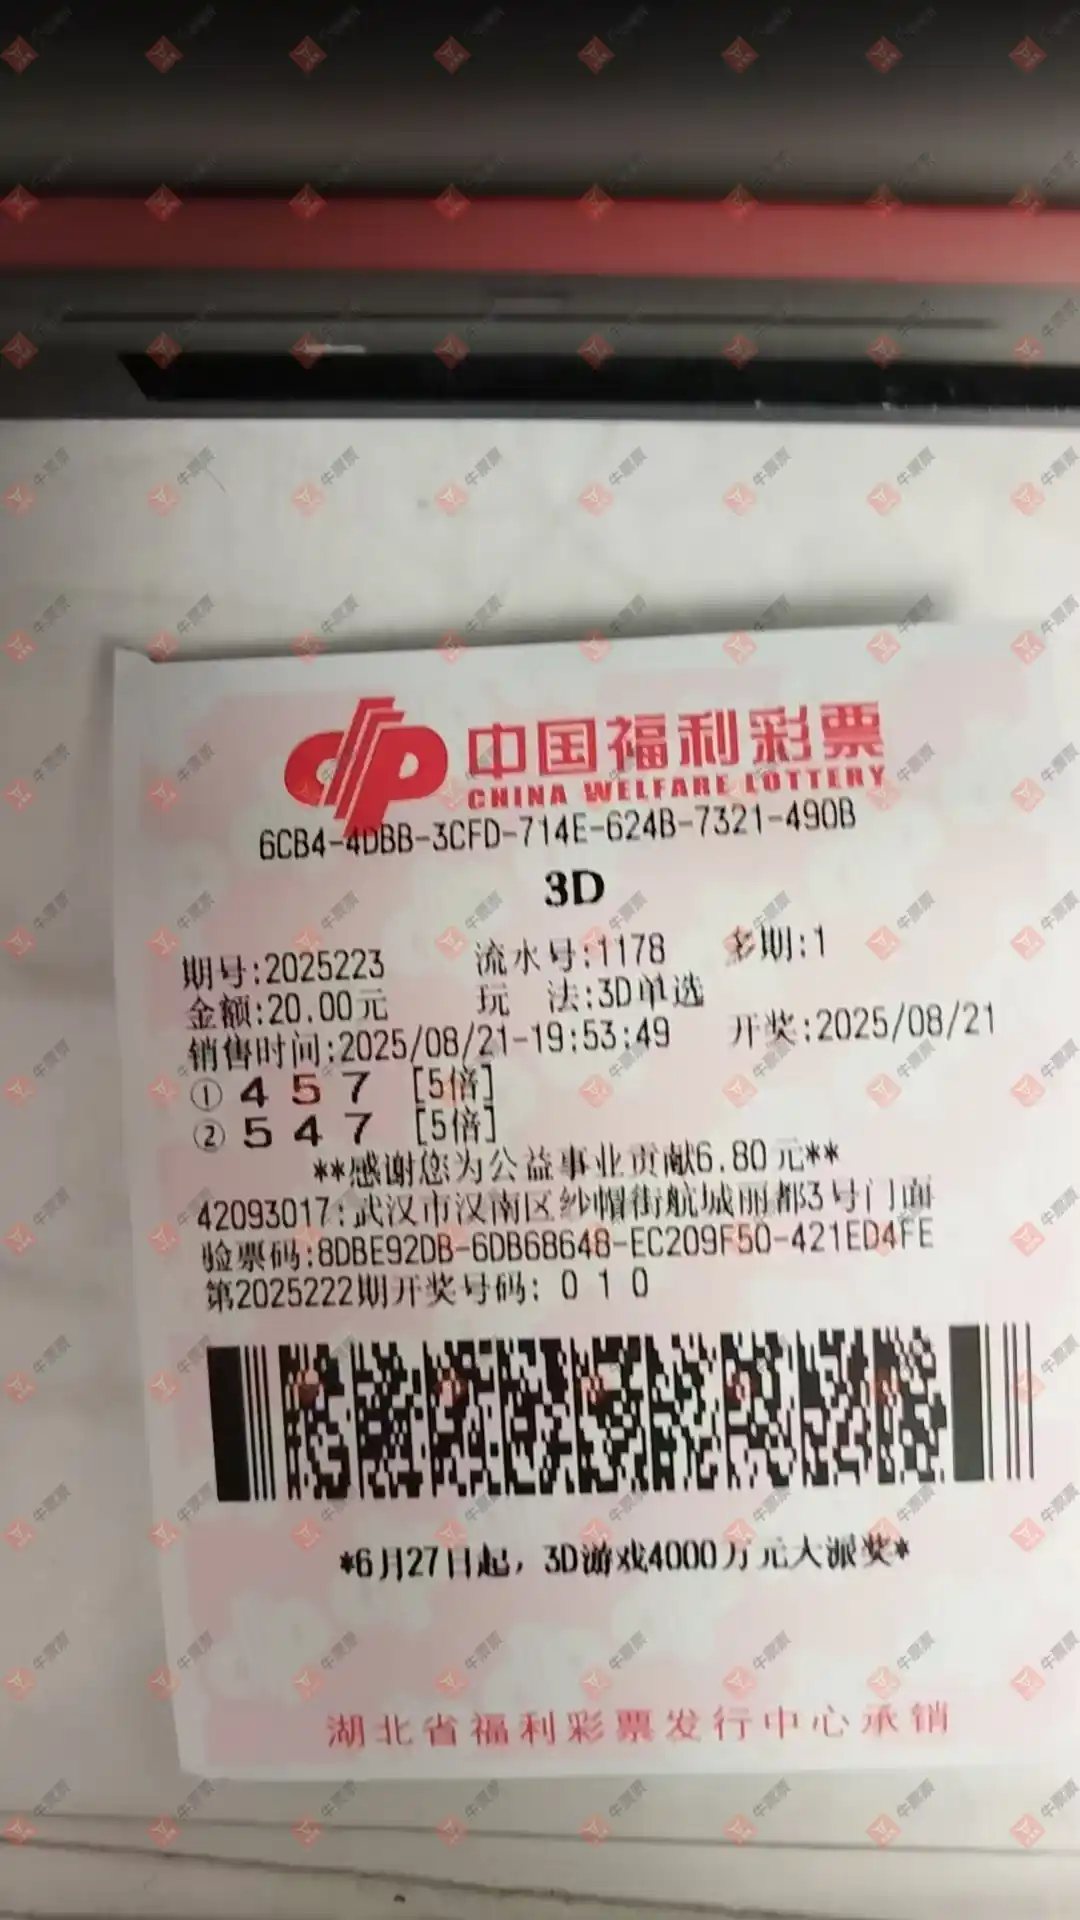 中国福利彩票
CHINA WELFARE LOTTERY
6CB4-4DBB-3CFD-714E-624B-7321-490B
3D
期号:2025223 流水号:1178 多期:1
金额:20.00元 玩 法:3D单选
销售时间:2025/08/21-19:53:49 开奖:2025/08/21
① 4 5 7 [5倍]
② 5 4 7 [5倍]
**感谢您为公益事业贡献6.80元**
42093017:武汉市汉南区纱帽街航城丽都3号门面
验票码:8DBE92DB-6DB68648-EC209F50-421ED4FE
第2025222期开奖号码: 0 1 0
*6月27日起，3D游戏4000万元大派奖*
湖北省福利彩票发行中心承销
牛票票